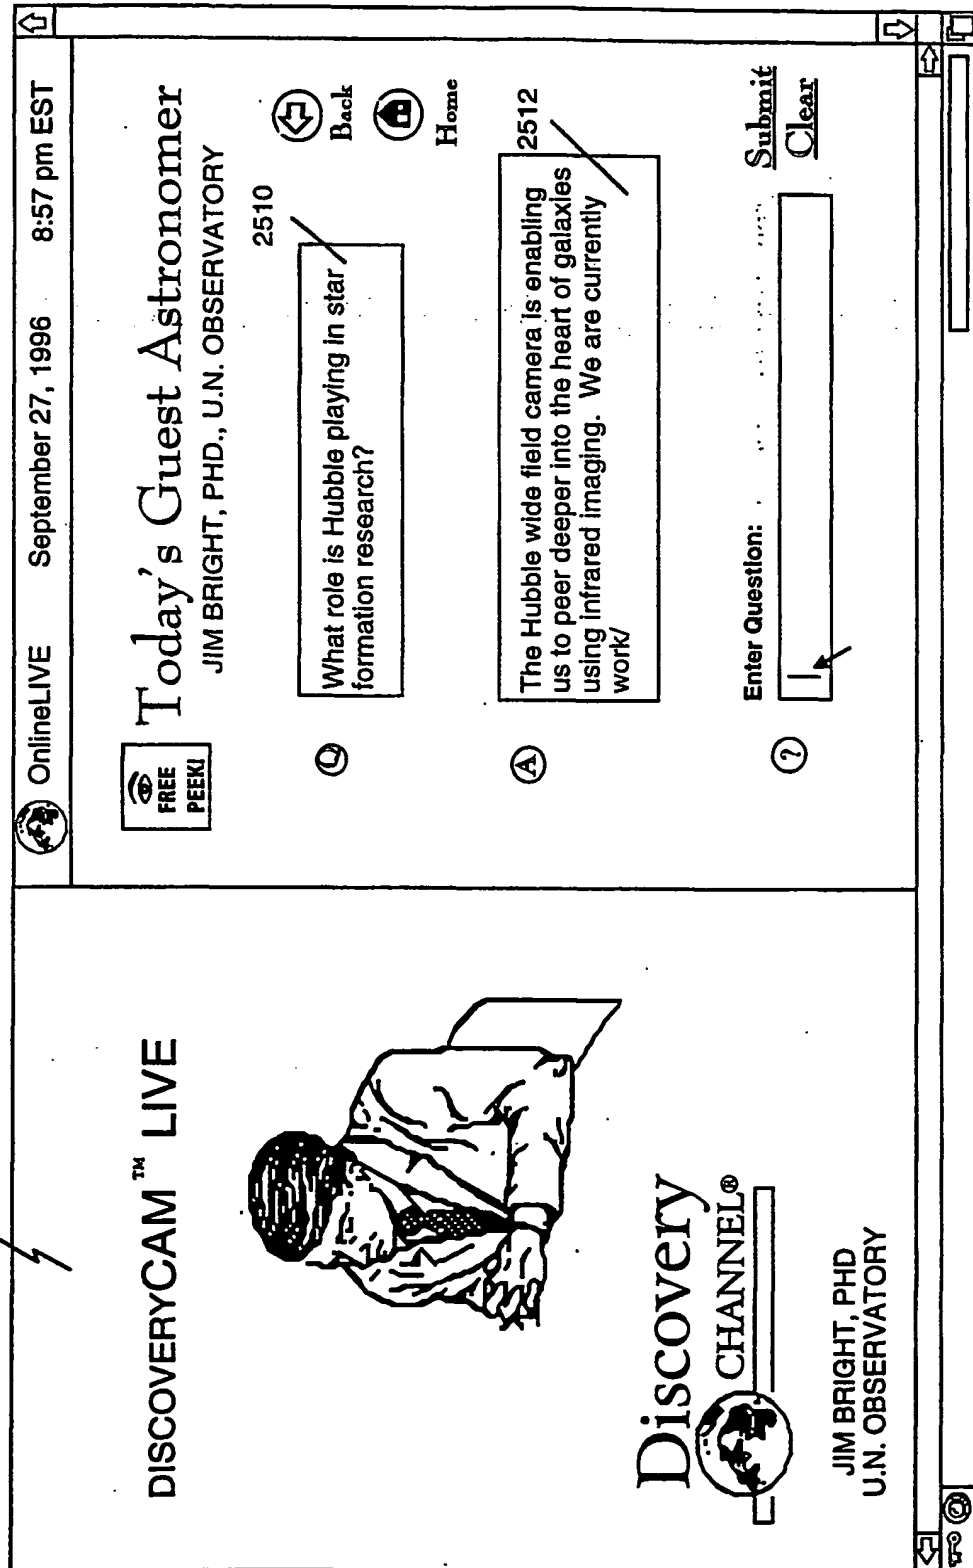 DISCOVERYCAM™ LIVE
Discovery
CHANNEL®
JIM BRIGHT, PHD
U.N. OBSERVATORY
OnlineLIVE September 27, 1996 8:57 pm EST
FREE
PEEK!
Today's Guest Astronomer
JIM BRIGHT, PHD., U.N. OBSERVATORY
2510
Q
What role is Hubble playing in star
formation research?
Back
Home
2512
A
The Hubble wide field camera is enabling
us to peer deeper into the heart of galaxies
using infrared imaging. We are currently
work/
Enter Question:
?
Submit
Clear